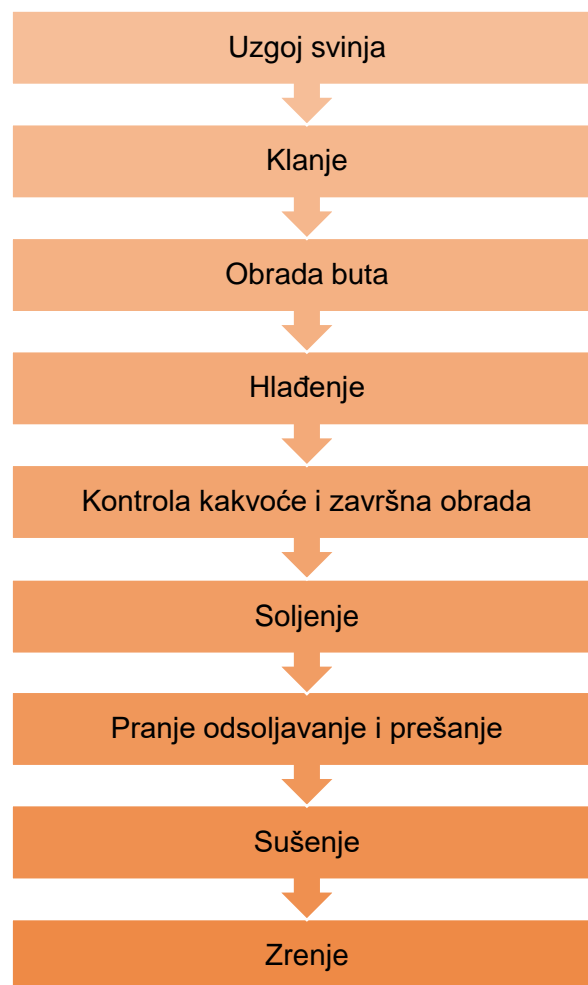 Uzgoj svinja
Klanje
Obrada buta
Hlađenje
Kontrola kakvoće i završna obrada
Soljenje
Pranje odsoljavanje i prešanje
Sušenje
Zrenje